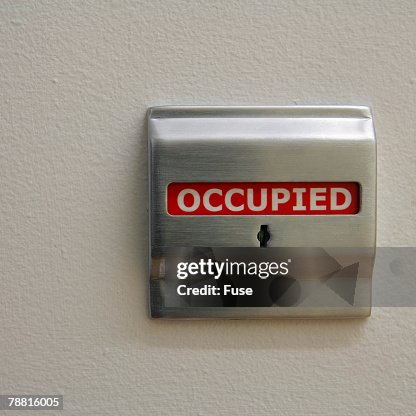 OCCUPIED
gettyimages®
Credit: Fuse
78816005